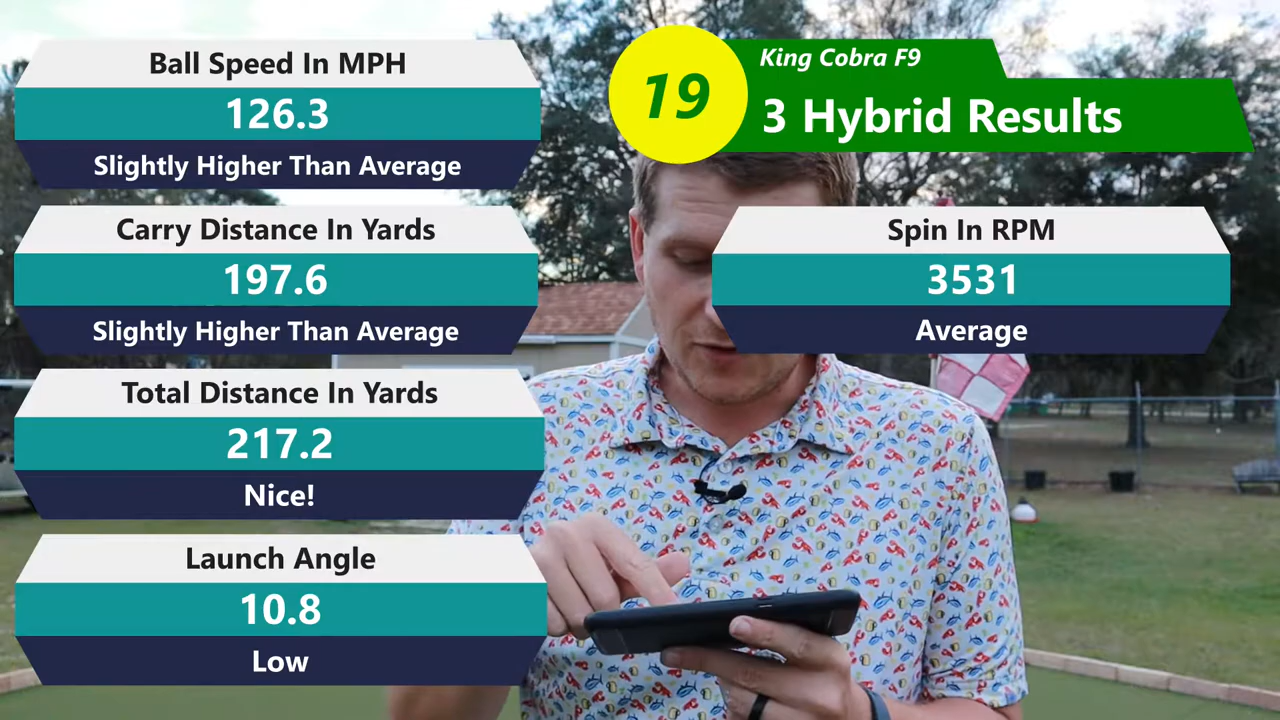 Ball Speed In MPH
126.3
Slightly Higher Than Average
Carry Distance In Yards
197.6
Slightly Higher Than Average
Total Distance In Yards
217.2
Nice!
Launch Angle
10.8
Low
19
King Cobra F9
3 Hybrid Results
Spin In RPM
3531
Average